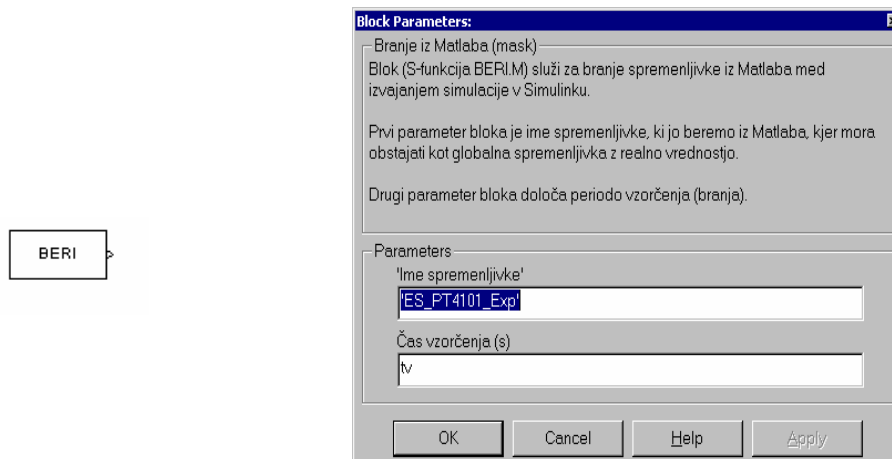 BERI
Block Parameters:
Branje iz Matlaba (mask)
Blok (S-funkcija BERI.M) služi za branje spremenljivke iz Matlaba med
izvajanjem simulacije v Simulinku.
Prvi parameter bloka je ime spremenljivke, ki jo beremo iz Matlaba, kjer mora
obstajati kot globalna spremenljivka z realno vrednostjo.
Drugi parameter bloka določa periodo vzorčenja (branja).
Parameters
'Ime spremenljivke'
'ES_PT4101_Exp'
Čas vzorčenja (s)
tv
OK Cancel Help Apply